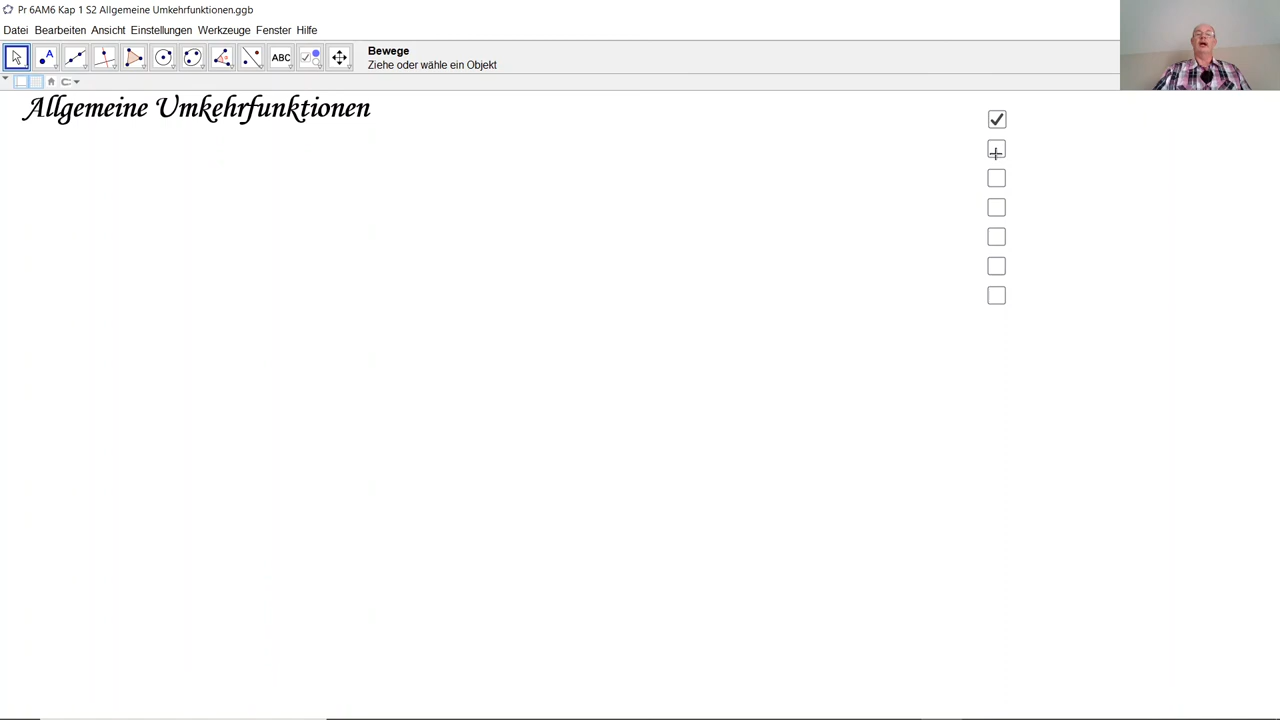 Pr 6AM6 Kap 1 S2 Allgemeine Umkehrfunktionen.ggb
Datei Bearbeiten Ansicht Einstellungen Werkzeuge Fenster Hilfe
A
ABC
Bewege
Ziehe oder wähle ein Objekt
Allgemeine Umkehrfunktionen